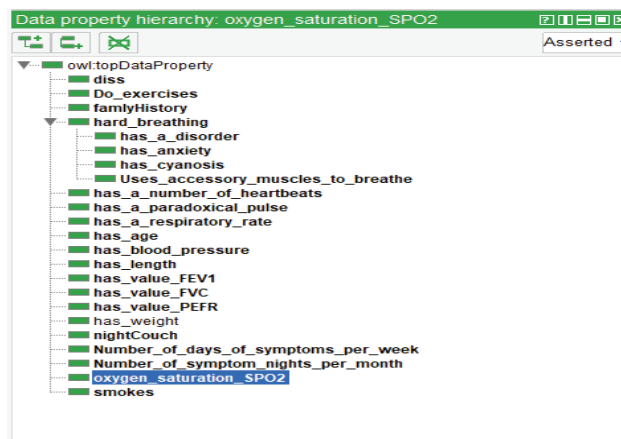 Data property hierarchy: oxygen_saturation_SPO2
Asserted
owl:topDataProperty
diss
Do_exercises
famlyHistory
hard_breathing
has_a_disorder
has_anxiety
has_cyanosis
Uses_accessory_muscles_to_breathe
has_a_number_of_heartbeats
has_a_paradoxical_pulse
has_a_respiratory_rate
has_age
has_blood_pressure
has_length
has_value_FEV1
has_value_FVC
has_value_PEFR
has_weight
nightCouch
Number_of_days_of_symptoms_per_week
Number_of_symptom_nights_per_month
oxygen_saturation_SPO2
smokes